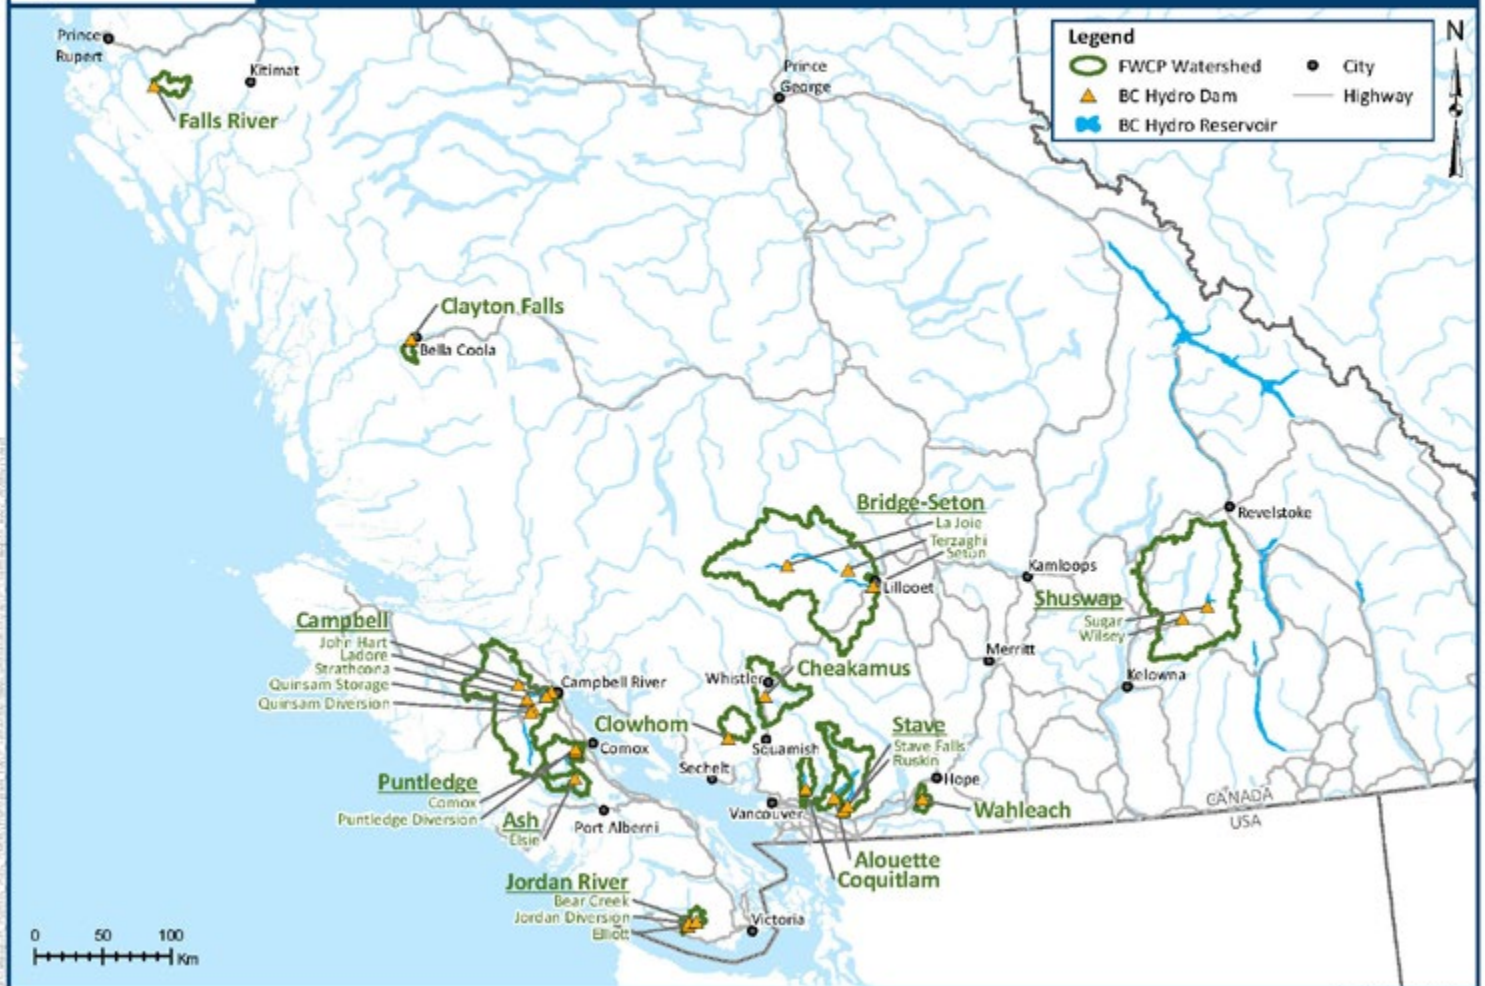 Legend
FWCP Watershed
City
BC Hydro Dam
Highway
BC Hydro Reservoir
N
Prince
Rupert
Kitimat
Falls River
Prince
George
Clayton Falls
Bella Coola
Bridge-Seton
La Joie
Terzaghi
Seton
Lillooet
Revelstoke
Kamloops
Shuswap
Sugar
Wilsey
Merritt
Kelowna
Campbell
John Hart
Ladore
Strathcona
Quinsam Storage
Quinsam Diversion
Campbell River
Whistler
Cheakamus
Clowhom
Comox
Squamish
Sechelt
Stave
Stave Falls
Ruskin
Hope
Puntledge
Comox
Puntledge Diversion
Vancouver
Wahleach
CANADA
USA
Ash
Elsie
Port Alberni
Alouette
Coquitlam
Jordan River
Bear Creek
Jordan Diversion
Elliott
Victoria
0 50 100
Km